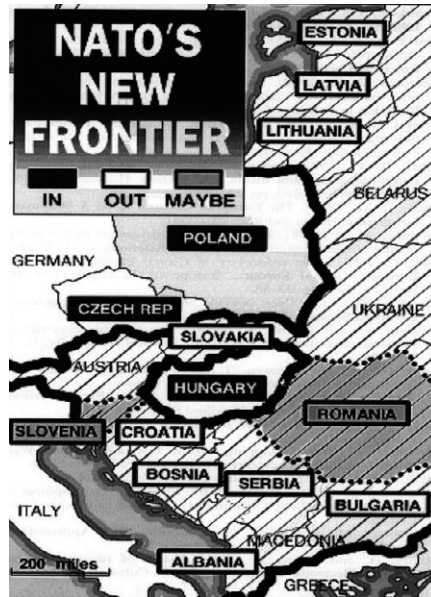 NATO'S
NEW
FRONTIER
IN OUT MAYBE
ESTONIA
LATVIA
LITHUANIA
BELARUS
POLAND
GERMANY
CZECH REP
UKRAINE
SLOVAKIA
AUSTRIA
HUNGARY
ROMANIA
SLOVENIA
CROATIA
BOSNIA
SERBIA
BULGARIA
ITALY
MACEDONIA
ALBANIA
200 miles
GREECE